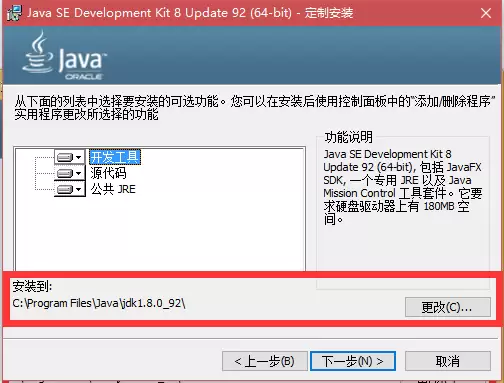 Java SE Development Kit 8 Update 92 (64-bit) - 定制安装
Java
ORACLE
从下面的列表中选择要安装的可选功能。您可以在安装后使用控制面板中的“添加/删除程序”
实用程序更改所选择的功能
开发工具
源代码
公共 JRE
功能说明
Java SE Development Kit 8
Update 92 (64-bit), 包括 JavaFX
SDK, 一个专用 JRE 以及 Java
Mission Control 工具套件。它要
求硬盘驱动器上有 180MB 空
间。
安装到:
C:\Program Files\Java\jdk1.8.0_92\
更改(C)...
< 上一步(B)
下一步(N) >
取消